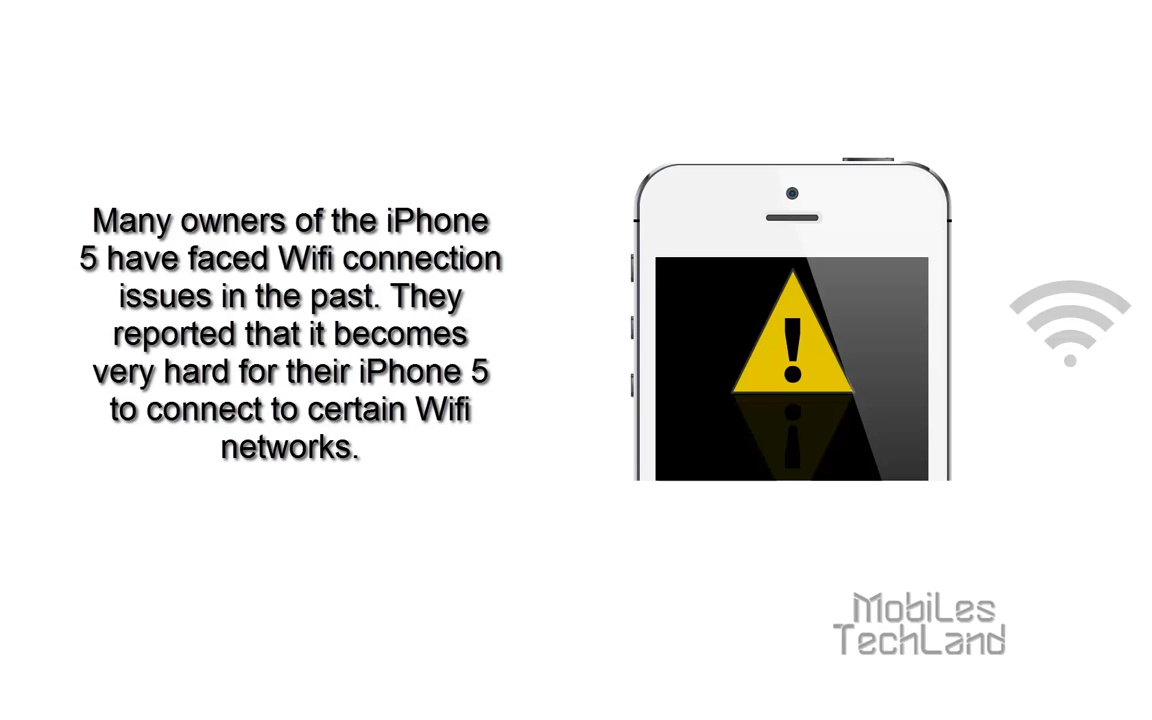 Many owners of the iPhone
5 have faced Wifi connection
issues in the past. They
reported that it becomes
very hard for their iPhone 5
to connect to certain Wifi
networks.
MobiLes
TechLand